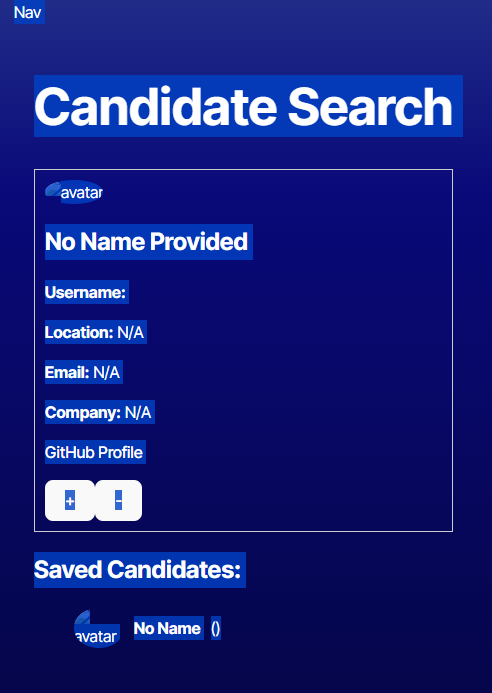 Nav
Candidate Search
avatar
No Name Provided
Username:
Location: N/A
Email: N/A
Company: N/A
GitHub Profile
+ -
Saved Candidates:
avatar No Name ()